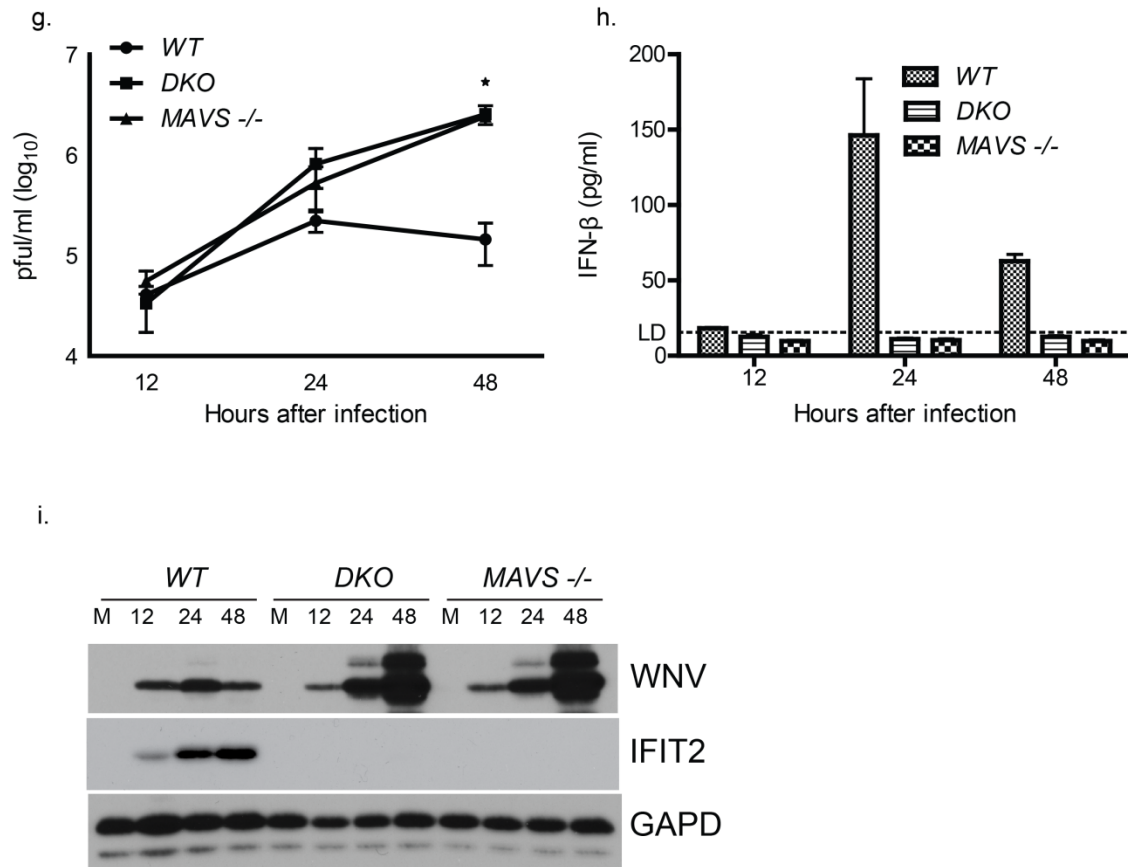 g.
7
6
5
4
pful/ml (log10)
WT
DKO
MAVS -/-
12 24 48
Hours after infection
h.
200
150
100
50
LD
0
IFN-β (pg/ml)
WT
DKO
MAVS -/-
12 24 48
Hours after infection
i.
WT DKO MAVS -/-
M 12 24 48 M 12 24 48 M 12 24 48
WNV
IFIT2
GAPD